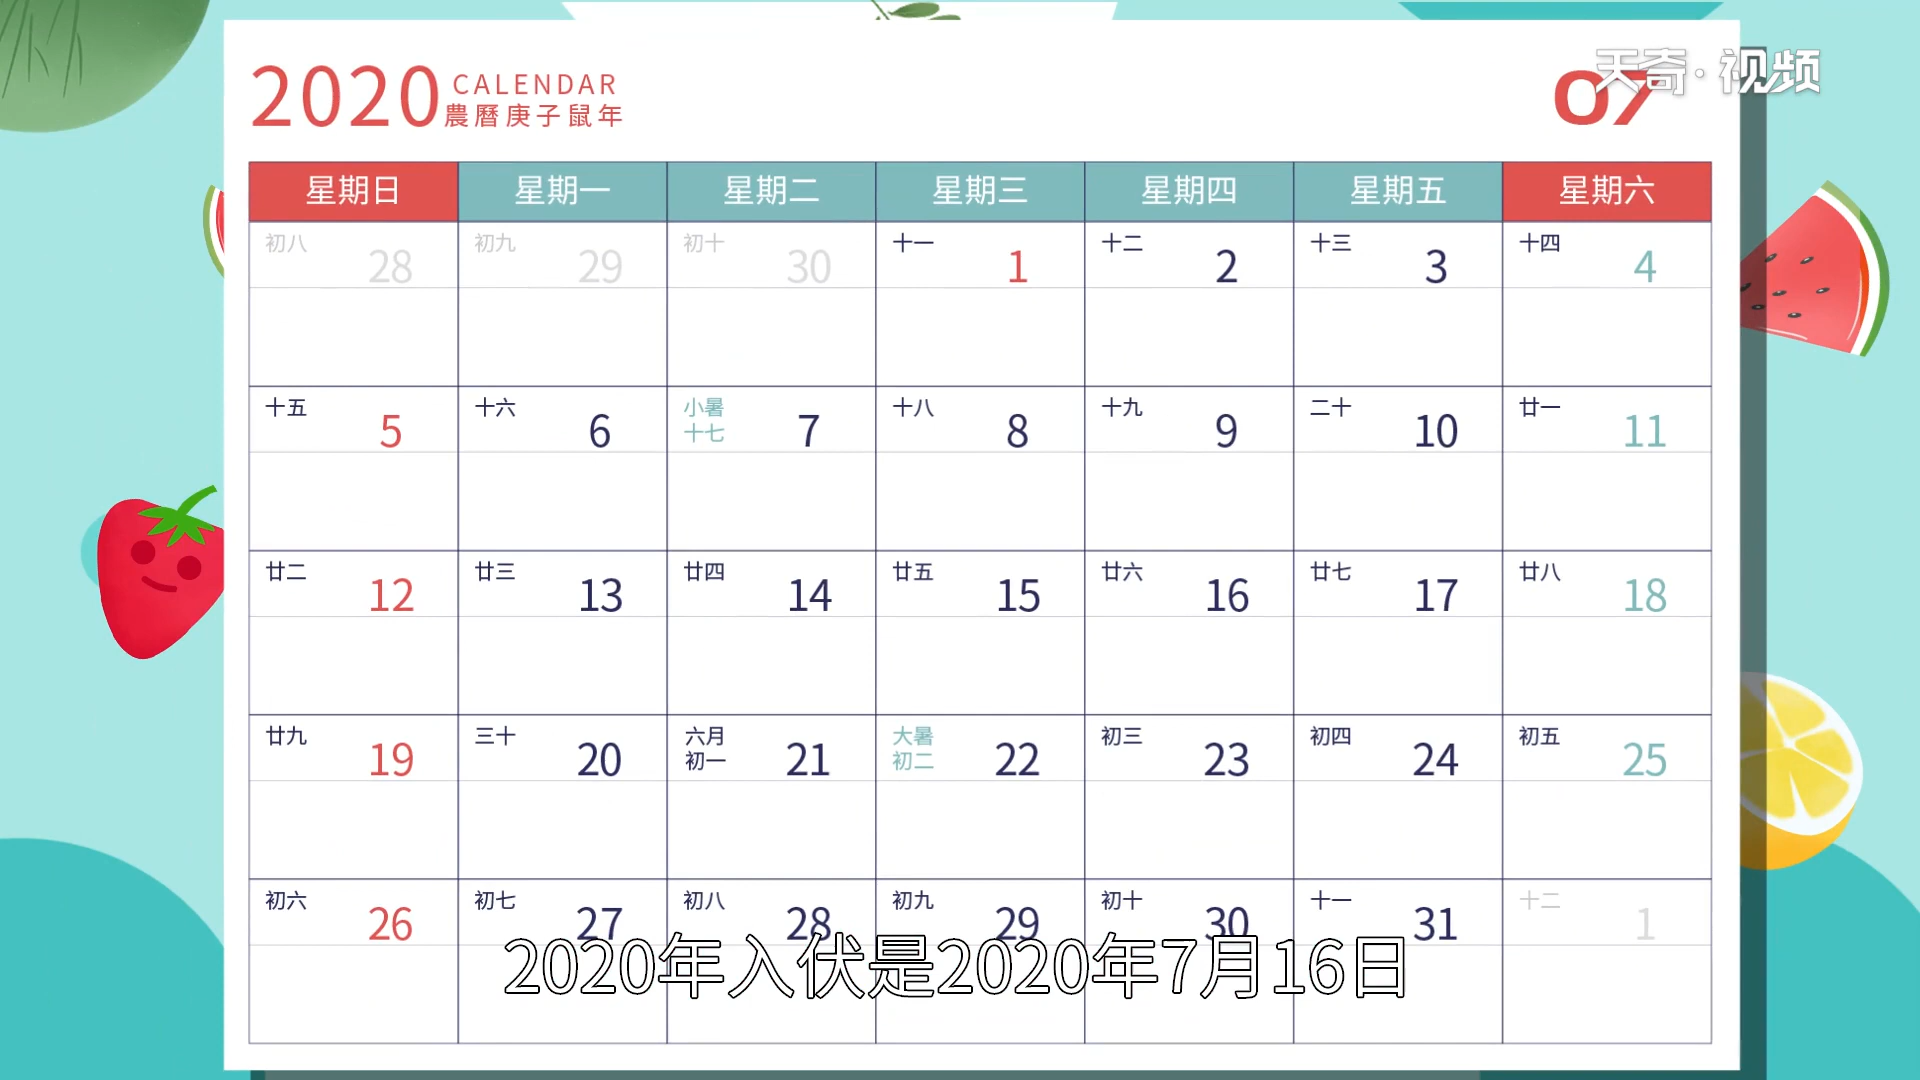 2020 CALENDAR
農曆庚子鼠年
07
天奇·视频
星期日 星期一 星期二 星期三 星期四 星期五 星期六
初八 28 初九 29 初十 30 十一 1 十二 2 十三 3 十四 4
十五 5 十六 6 小暑 十七 7 十八 8 十九 9 二十 10 廿一 11
廿二 12 廿三 13 廿四 14 廿五 15 廿六 16 廿七 17 廿八 18
廿九 19 三十 20 六月 初一 21 大暑 初二 22 初三 23 初四 24 初五 25
初六 26 初七 27 初八 28 初九 29 初十 30 十一 31 十二 1
2020年入伏是2020年7月16日